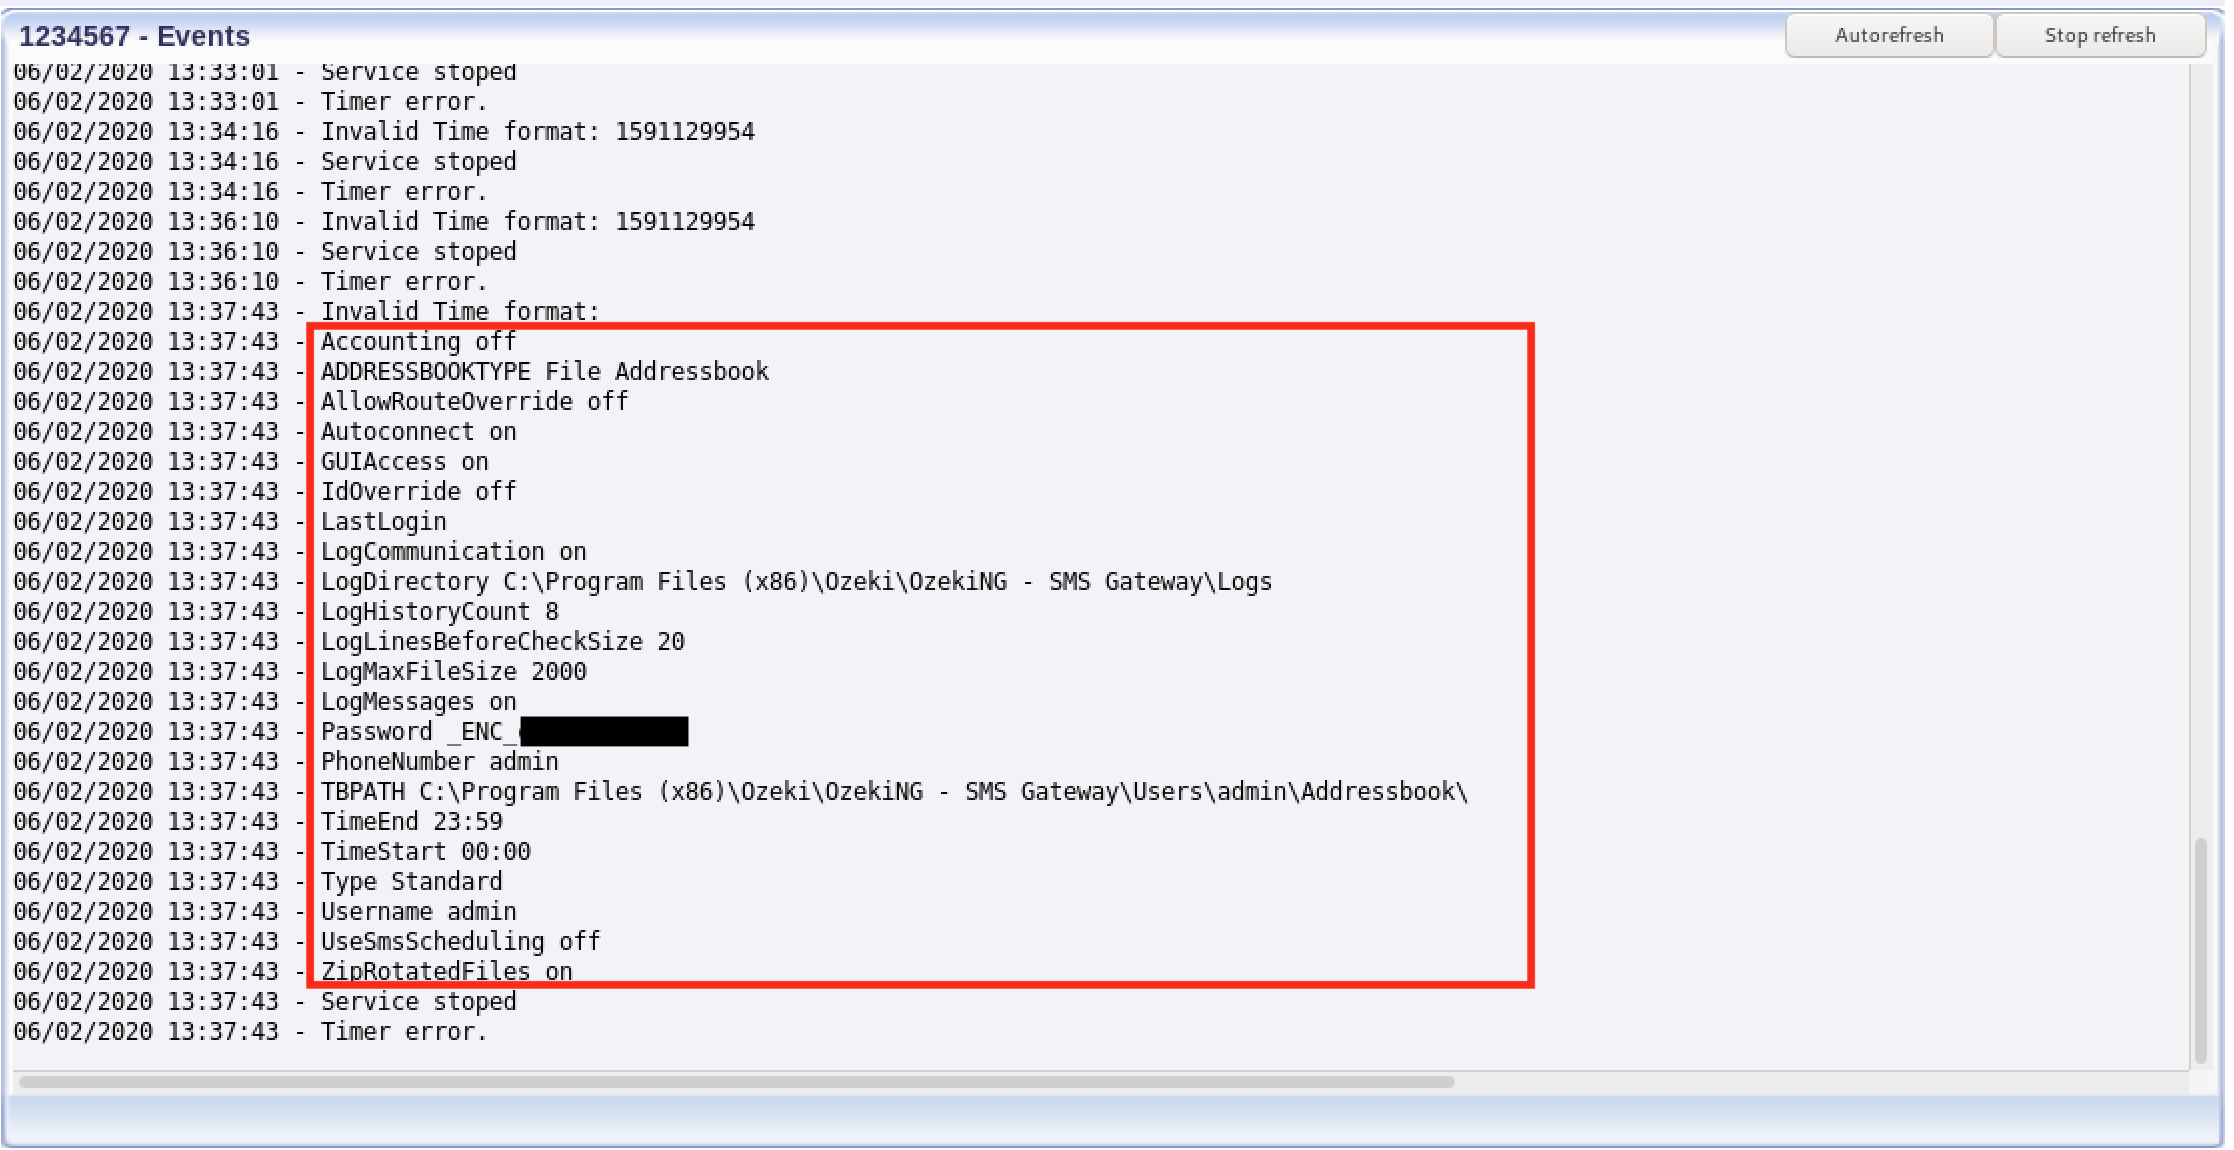 1234567 - Events
Autorefresh
Stop refresh
06/02/2020 13:33:01 - Service stoped
06/02/2020 13:33:01 - Timer error.
06/02/2020 13:34:16 - Invalid Time format: 1591129954
06/02/2020 13:34:16 - Service stoped
06/02/2020 13:34:16 - Timer error.
06/02/2020 13:36:10 - Invalid Time format: 1591129954
06/02/2020 13:36:10 - Service stoped
06/02/2020 13:36:10 - Timer error.
06/02/2020 13:37:43 - Invalid Time format:
06/02/2020 13:37:43 - Accounting off
06/02/2020 13:37:43 - ADDRESSBOOKTYPE File Addressbook
06/02/2020 13:37:43 - AllowRouteOverride off
06/02/2020 13:37:43 - Autoconnect on
06/02/2020 13:37:43 - GUIAccess on
06/02/2020 13:37:43 - IdOverride off
06/02/2020 13:37:43 - LastLogin
06/02/2020 13:37:43 - LogCommunication on
06/02/2020 13:37:43 - LogDirectory C:\Program Files (x86)\Ozeki\OzekiNG - SMS Gateway\Logs
06/02/2020 13:37:43 - LogHistoryCount 8
06/02/2020 13:37:43 - LogLinesBeforeCheckSize 20
06/02/2020 13:37:43 - LogMaxFileSize 2000
06/02/2020 13:37:43 - LogMessages on
06/02/2020 13:37:43 - Password _ENC_
06/02/2020 13:37:43 - PhoneNumber admin
06/02/2020 13:37:43 - TBPATH C:\Program Files (x86)\Ozeki\OzekiNG - SMS Gateway\Users\admin\Addressbook\
06/02/2020 13:37:43 - TimeEnd 23:59
06/02/2020 13:37:43 - TimeStart 00:00
06/02/2020 13:37:43 - Type Standard
06/02/2020 13:37:43 - Username admin
06/02/2020 13:37:43 - UseSmsScheduling off
06/02/2020 13:37:43 - ZipRotatedFiles on
06/02/2020 13:37:43 - Service stoped
06/02/2020 13:37:43 - Timer error.